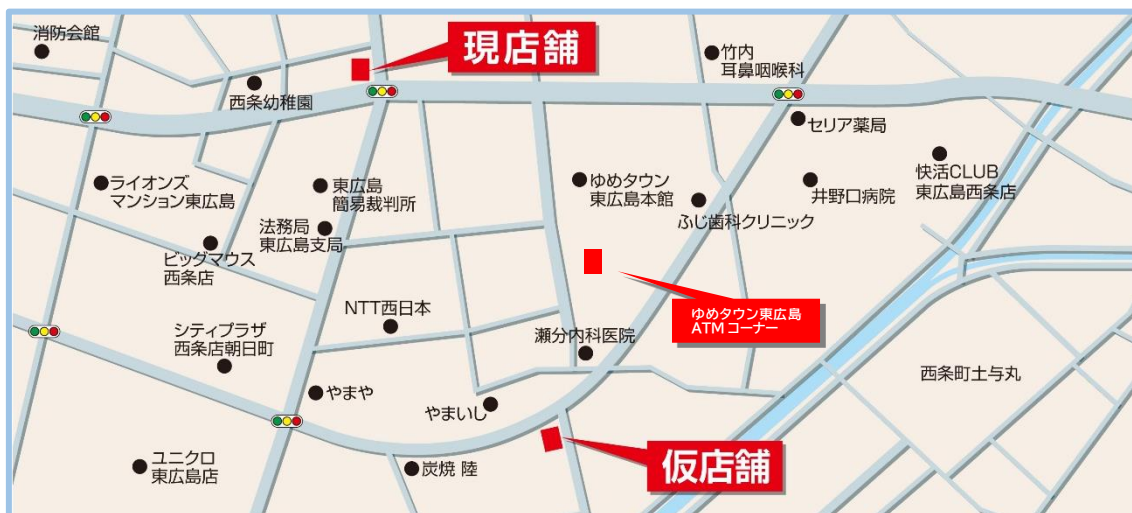 消防会館
現店舗
竹内
耳鼻咽喉科
西条幼稚園
セリア薬局
快活CLUB
東広島西条店
ライオンズ
マンション東広島
東広島
簡易裁判所
ゆめタウン
東広島本館
井野口病院
ふじ歯科クリニック
法務局
東広島支局
ビッグマウス
西条店
NTT西日本
ゆめタウン東広島
ATMコーナー
シティプラザ
西条店朝日町
瀬分内科医院
西条町土与丸
やまや
やまいし
ユニクロ
東広島店
炭焼 陸
仮店舗